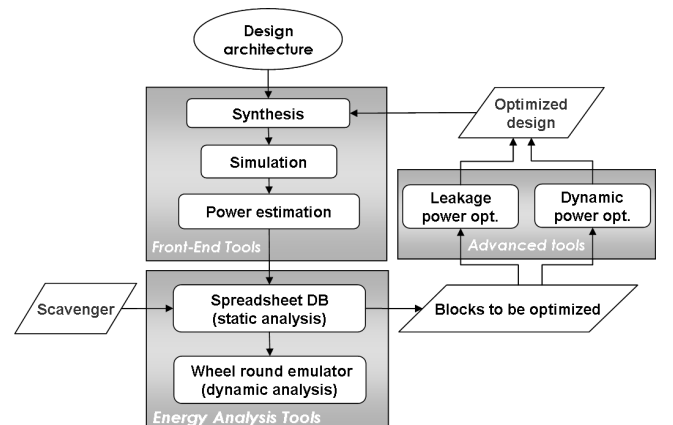 Design
architecture
Synthesis
Optimized
design
Simulation
Leakage
power opt.
Dynamic
power opt.
Power estimation
Front-End Tools
Advanced tools
Scavenger
Spreadsheet DB
(static analysis)
Blocks to be optimized
Wheel round emulator
(dynamic analysis)
Energy Analysis Tools